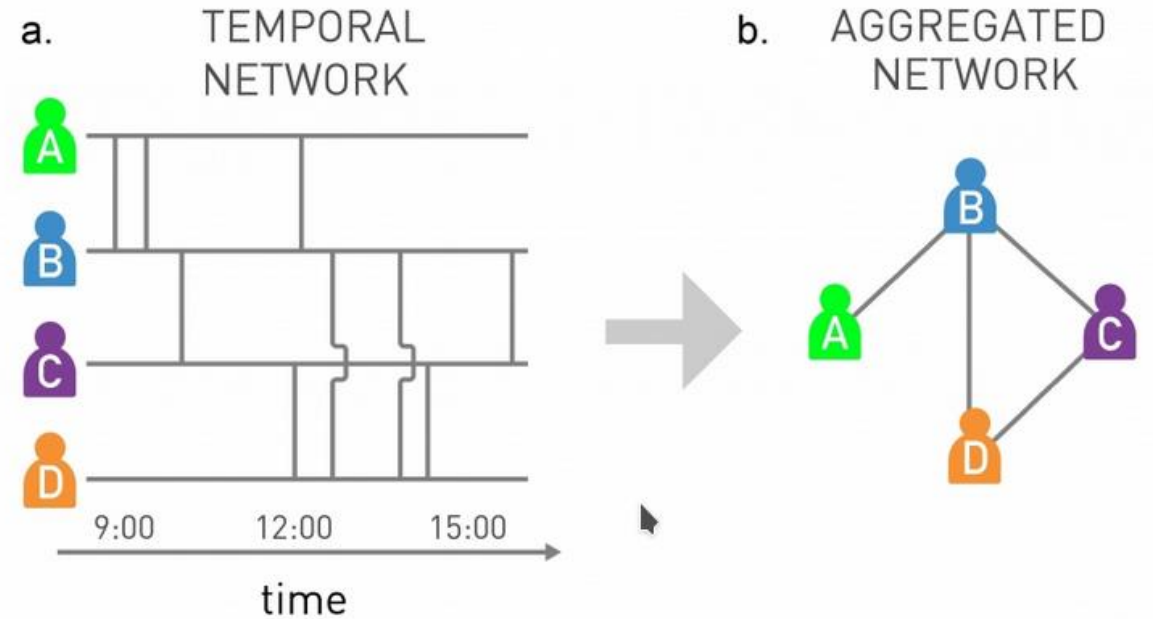 a.
TEMPORAL
NETWORK
A
B
C
D
9:00 12:00 15:00
time
b.
AGGREGATED
NETWORK
B
A
C
D